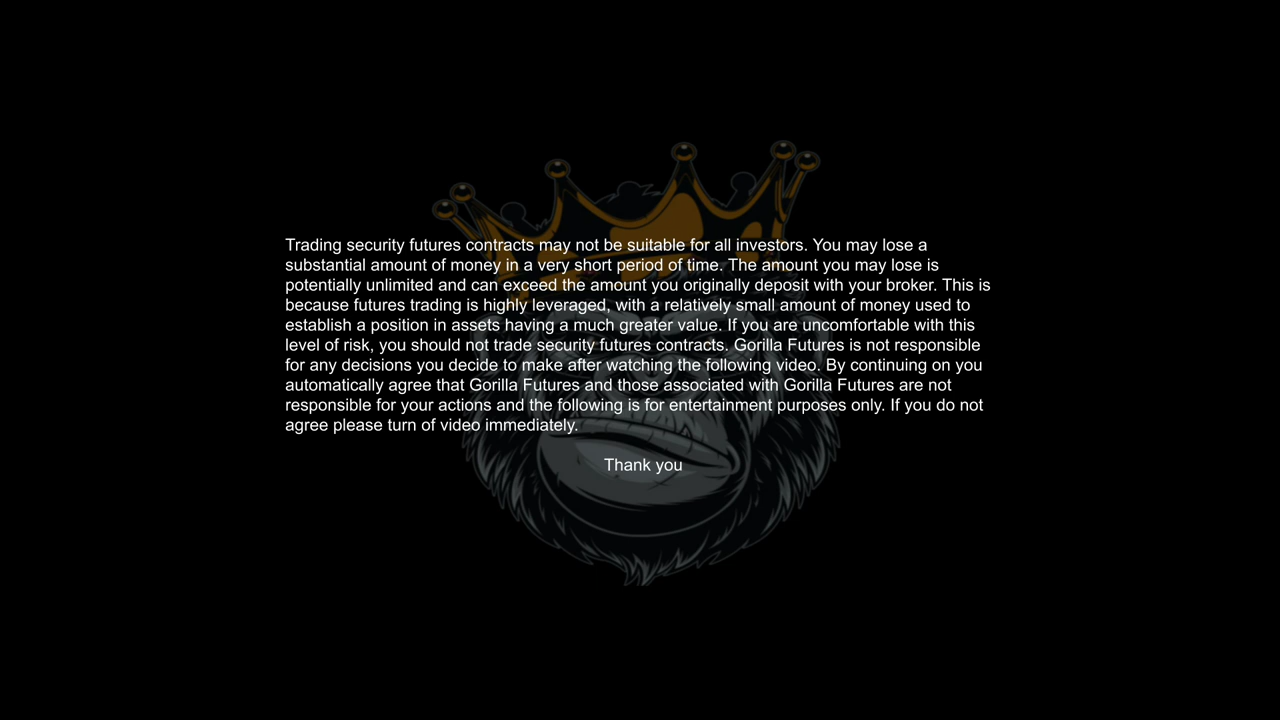 Trading security futures contracts may not be suitable for all investors. You may lose a
substantial amount of money in a very short period of time. The amount you may lose is
potentially unlimited and can exceed the amount you originally deposit with your broker. This is
because futures trading is highly leveraged, with a relatively small amount of money used to
establish a position in assets having a much greater value. If you are uncomfortable with this
level of risk, you should not trade security futures contracts. Gorilla Futures is not responsible
for any decisions you decide to make after watching the following video. By continuing on you
automatically agree that Gorilla Futures and those associated with Gorilla Futures are not
responsible for your actions and the following is for entertainment purposes only. If you do not
agree please turn of video immediately.
Thank you